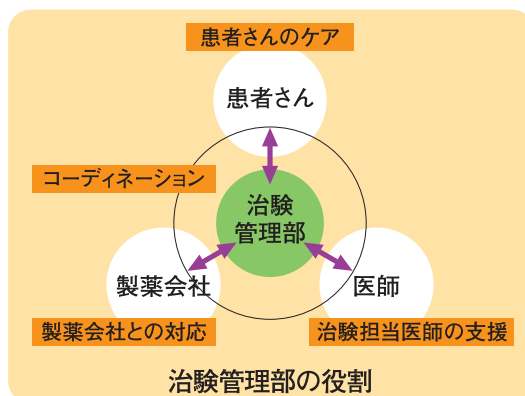 患者さんのケア
患者さん
コーディネーション
治験
管理部
製薬会社
医師
製薬会社との対応
治験担当医師の支援
治験管理部の役割